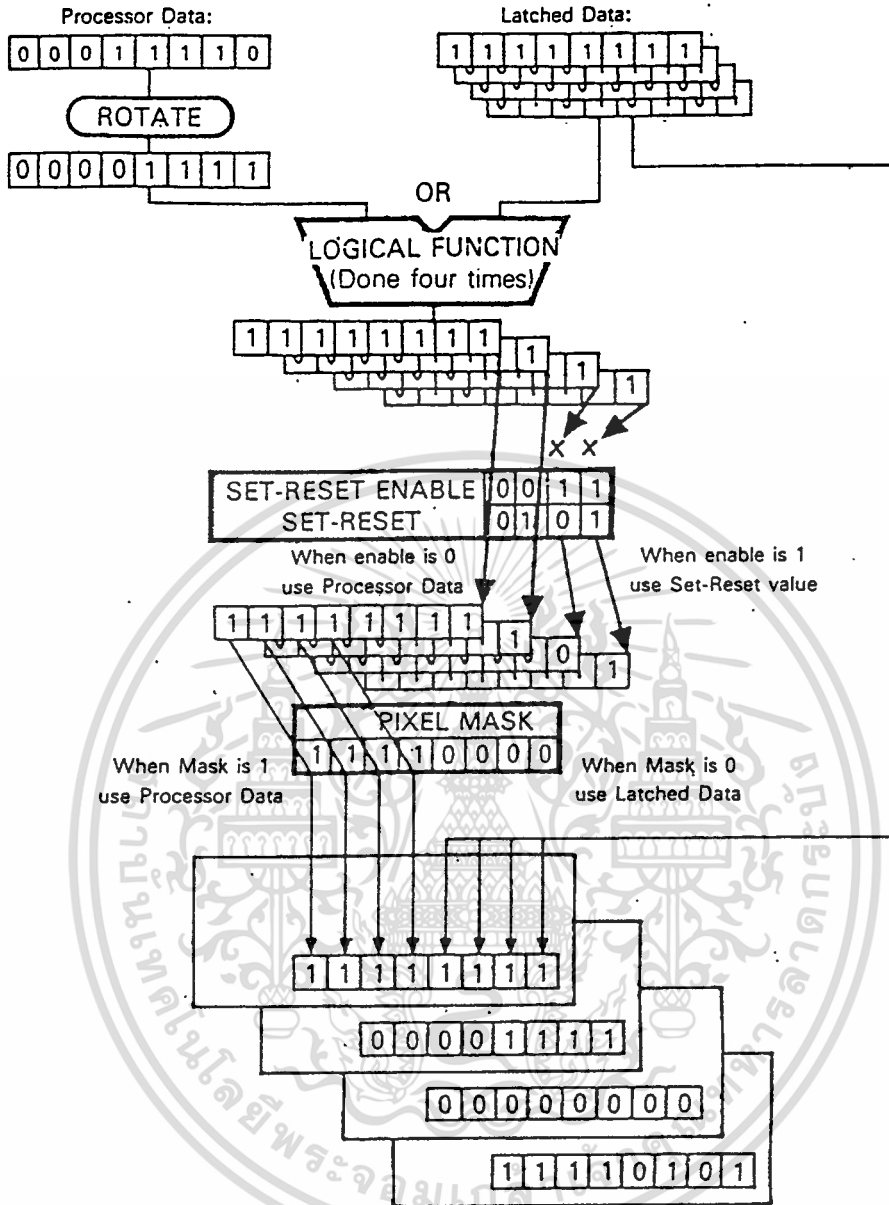 Processor Data:
Latched Data:
0 0 0 1 1 1 1 0
1 1 1 1 1 1 1 1
ROTATE
0 0 0 0 1 1 1 1
OR
LOGICAL FUNCTION
(Done four times)
1 1 1 1 1 1 1 1
1
1
1
X X
SET-RESET ENABLE 0 0 1 1
SET-RESET 0 1 0 1
When enable is 0
use Processor Data
When enable is 1
use Set-Reset value
1 1 1 1 1 1 1 1
1
0
1
PIXEL MASK
1 1 1 1 0 0 0 0
When Mask is 1
use Processor Data
When Mask is 0
use Latched Data
1 1 1 1 1 1 1 1
0 0 0 0 1 1 1 1
0 0 0 0 0 0 0 0
1 1 1 1 0 1 0 1